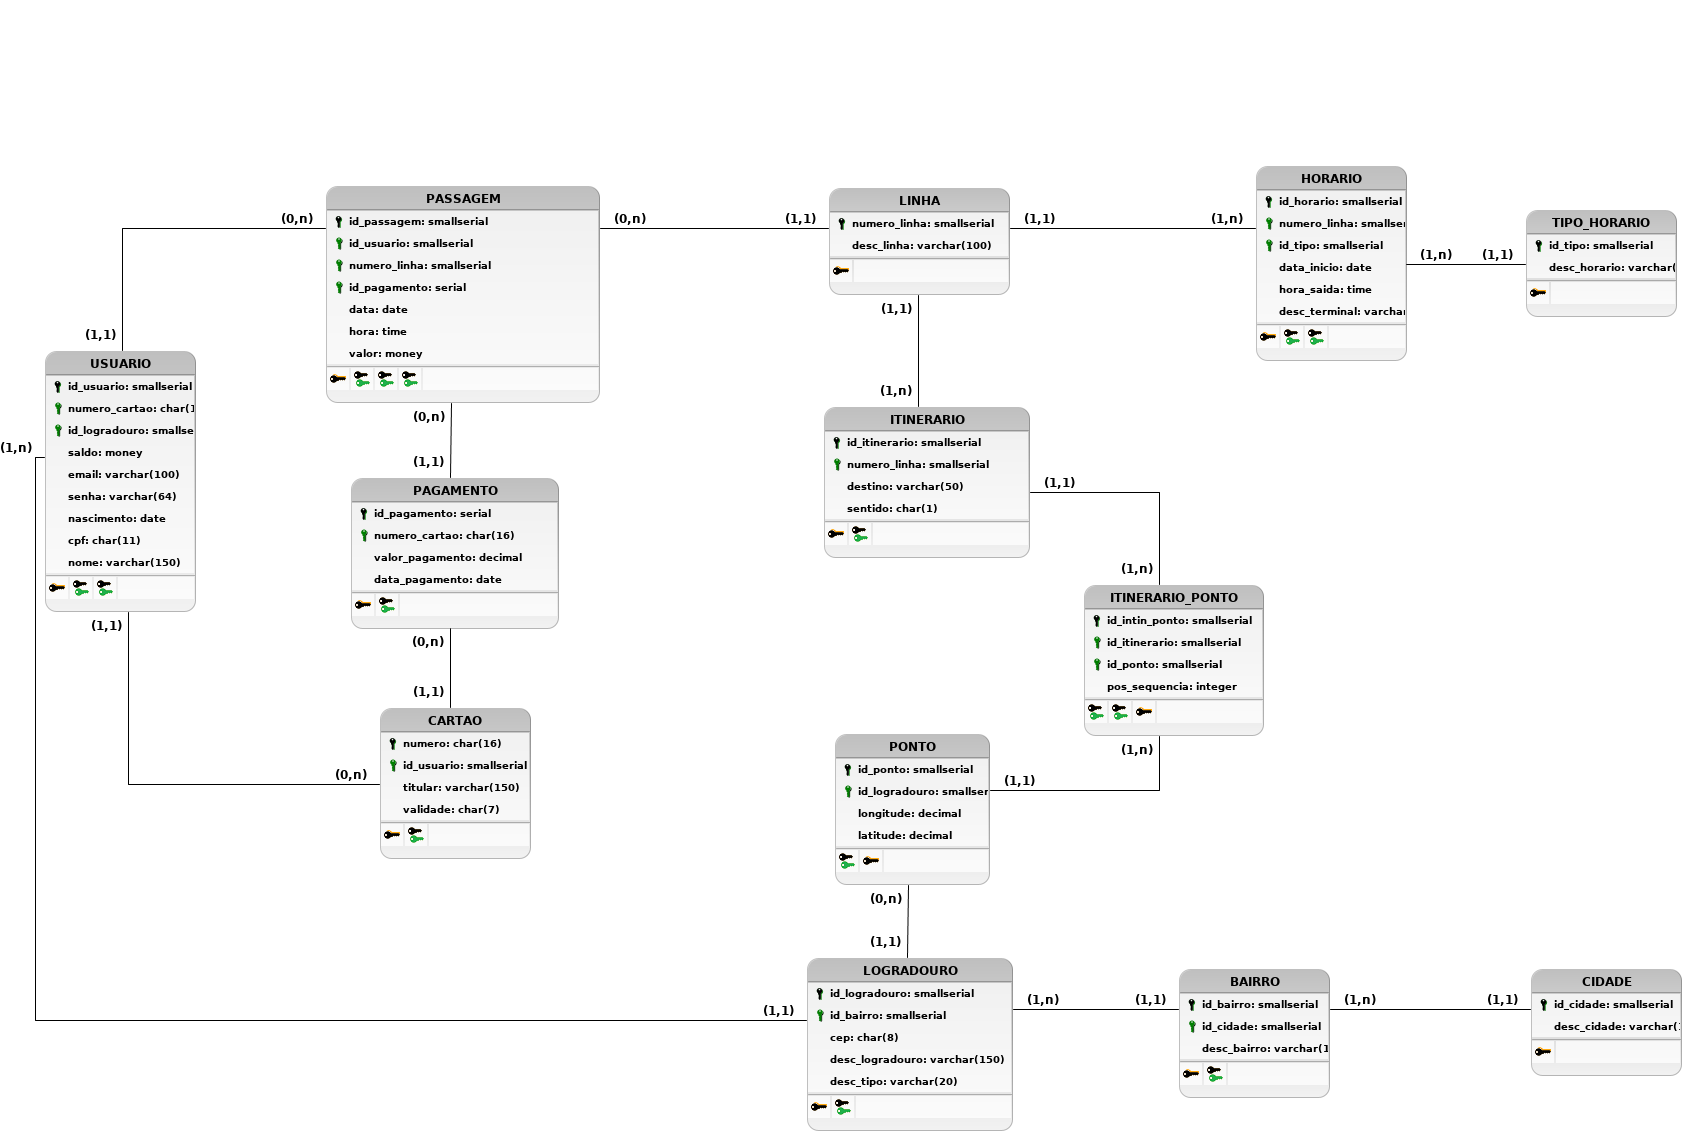 PASSAGEM
id_passagem: smallserial
id_usuario: smallserial
numero_linha: smallserial
id_pagamento: serial
data: date
hora: time
valor: money
(0,n)
(0,n)
(0,n)
LINHA
numero_linha: smallserial
desc_linha: varchar(100)
(1,1)
(1,1)
(1,1)
HORARIO
id_horario: smallserial
numero_linha: smallser
id_tipo: smallserial
data_inicio: date
hora_saida: time
desc_terminal: varchar
(1,n)
(1,n)
TIPO_HORARIO
id_tipo: smallserial
desc_horario: varchar(
(1,1)
(1,1)
USUARIO
id_usuario: smallserial
numero_cartao: char(1
id_logradouro: smallse
saldo: money
email: varchar(100)
senha: varchar(64)
nascimento: date
cpf: char(11)
nome: varchar(150)
(1,n)
(1,1)
(1,1)
PAGAMENTO
id_pagamento: serial
numero_cartao: char(16)
valor_pagamento: decimal
data_pagamento: date
(0,n)
(1,n)
ITINERARIO
id_itinerario: smallserial
numero_linha: smallserial
destino: varchar(50)
sentido: char(1)
(1,1)
(1,n)
ITINERARIO_PONTO
id_intin_ponto: smallserial
id_itinerario: smallserial
id_ponto: smallserial
pos_sequencia: integer
(1,n)
(1,1)
CARTAO
numero: char(16)
id_usuario: smallserial
titular: varchar(150)
validade: char(7)
(0,n)
PONTO
id_ponto: smallserial
id_logradouro: smallser
longitude: decimal
latitude: decimal
(1,1)
(0,n)
(1,1)
LOGRADOURO
id_logradouro: smallserial
id_bairro: smallserial
cep: char(8)
desc_logradouro: varchar(150)
desc_tipo: varchar(20)
(1,1)
(1,n)
(1,1)
BAIRRO
id_bairro: smallserial
id_cidade: smallserial
desc_bairro: varchar(1
(1,n)
(1,1)
CIDADE
id_cidade: smallserial
desc_cidade: varchar(